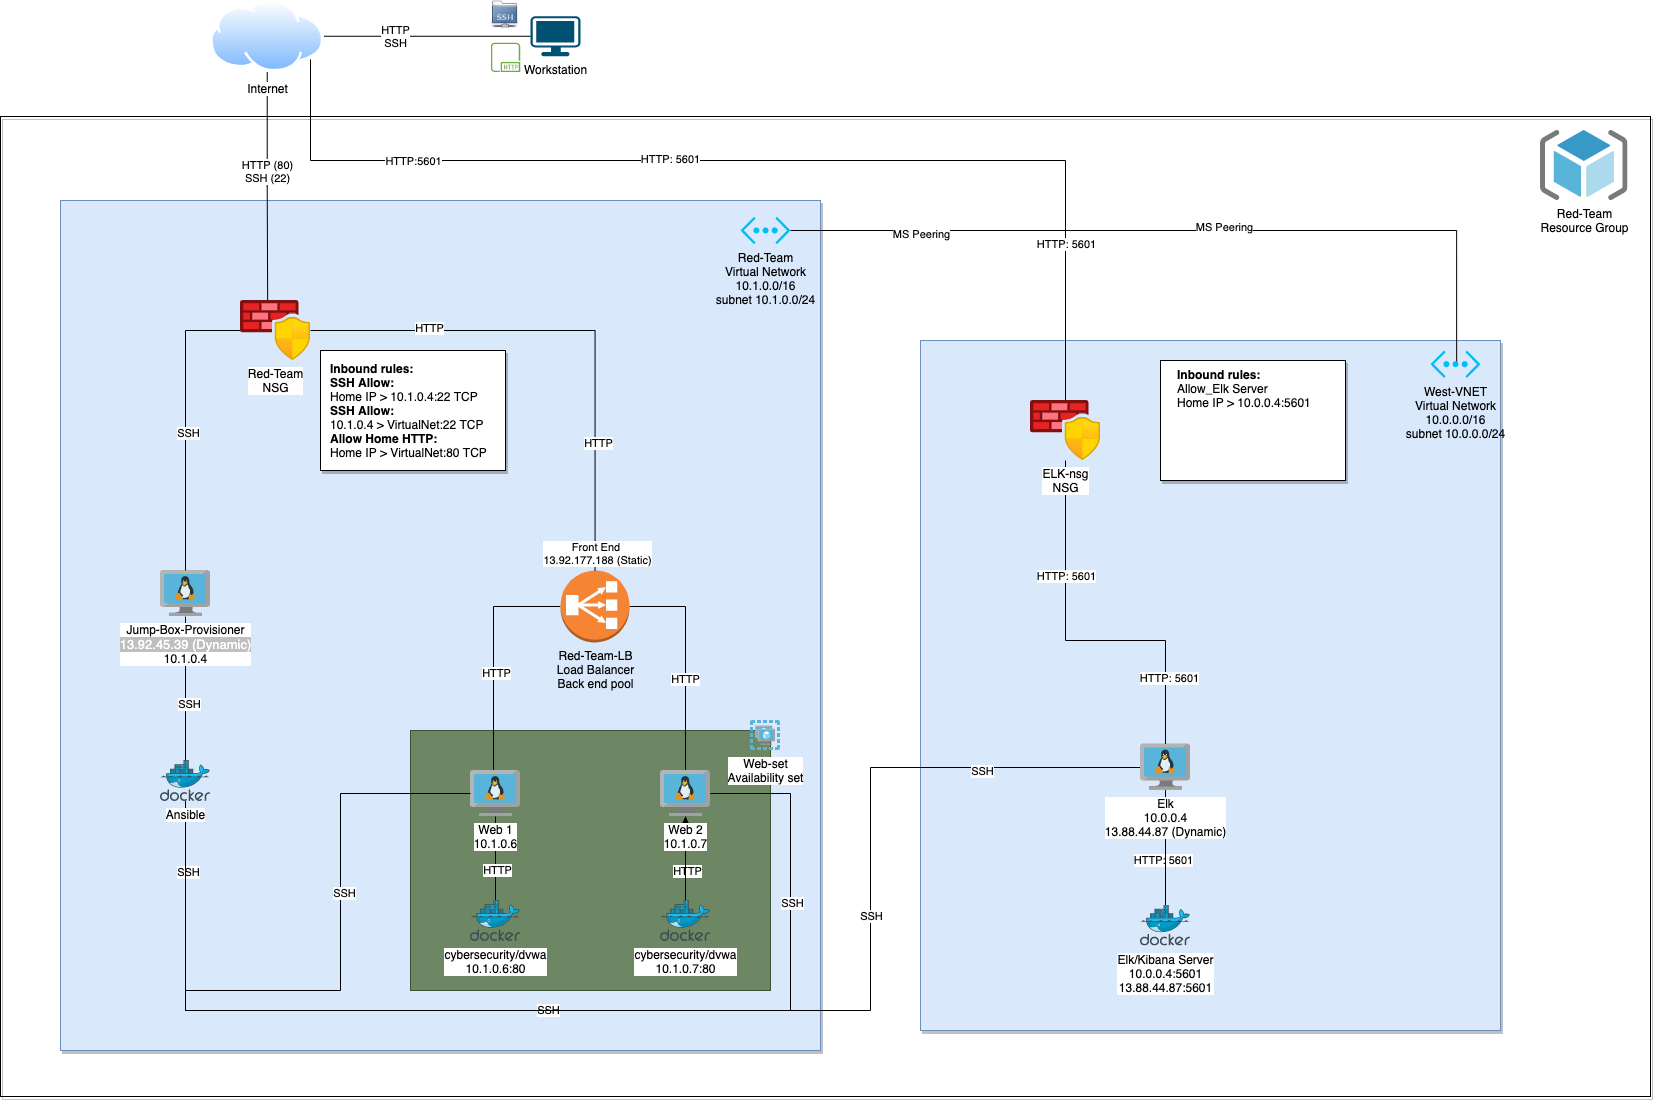 SSH
HTTP
SSH
HTTP
Workstation
Internet
HTTP (80)
SSH (22)
HTTP:5601
HTTP: 5601
Red-Team
Resource Group
MS Peering
MS Peering
HTTP: 5601
Red-Team
Virtual Network
10.1.0.0/16
subnet 10.1.0.0/24
HTTP
Red-Team
NSG
Inbound rules:
SSH Allow:
Home IP > 10.1.0.4:22 TCP
SSH Allow:
10.1.0.4 > VirtualNet:22 TCP
Allow Home HTTP:
Home IP > VirtualNet:80 TCP
Inbound rules:
Allow_Elk Server
Home IP > 10.0.0.4:5601
West-VNET
Virtual Network
10.0.0.0/16
subnet 10.0.0.0/24
SSH
HTTP
ELK-nsg
NSG
Front End
13.92.177.188 (Static)
HTTP: 5601
Jump-Box-Provisioner
13.92.45.39 (Dynamic)
10.1.0.4
Red-Team-LB
Load Balancer
Back end pool
HTTP
HTTP
HTTP: 5601
SSH
Web-set
Availability set
SSH
docker
Ansible
Web 1
10.1.0.6
Web 2
10.1.0.7
Elk
10.0.0.4
13.88.44.87 (Dynamic)
HTTP: 5601
SSH
HTTP
HTTP
SSH
SSH
SSH
docker
cybersecurity/dvwa
10.1.0.6:80
docker
cybersecurity/dvwa
10.1.0.7:80
docker
Elk/Kibana Server
10.0.0.4:5601
13.88.44.87:5601
SSH